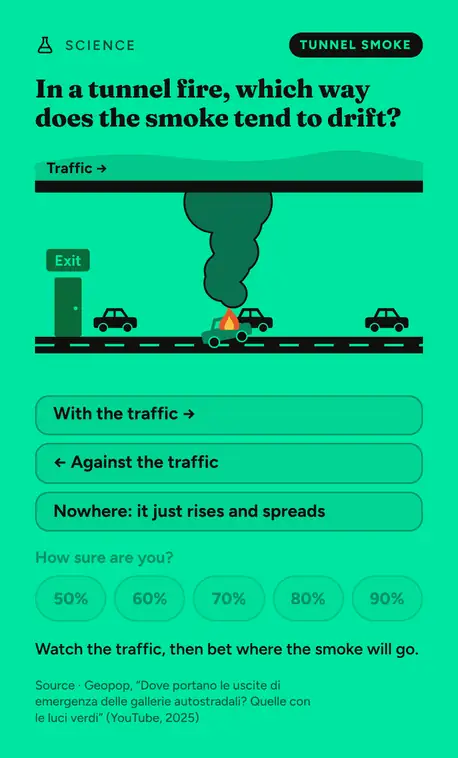 SCIENCE
TUNNEL SMOKE
In a tunnel fire, which way
does the smoke tend to drift?
Traffic →
Exit
With the traffic →
← Against the traffic
Nowhere: it just rises and spreads
How sure are you?
50% 60% 70% 80% 90%
Watch the traffic, then bet where the smoke will go.
Source · Geopop, “Dove portano le uscite di
emergenza delle gallerie autostradali? Quelle con
le luci verdi” (YouTube, 2025)